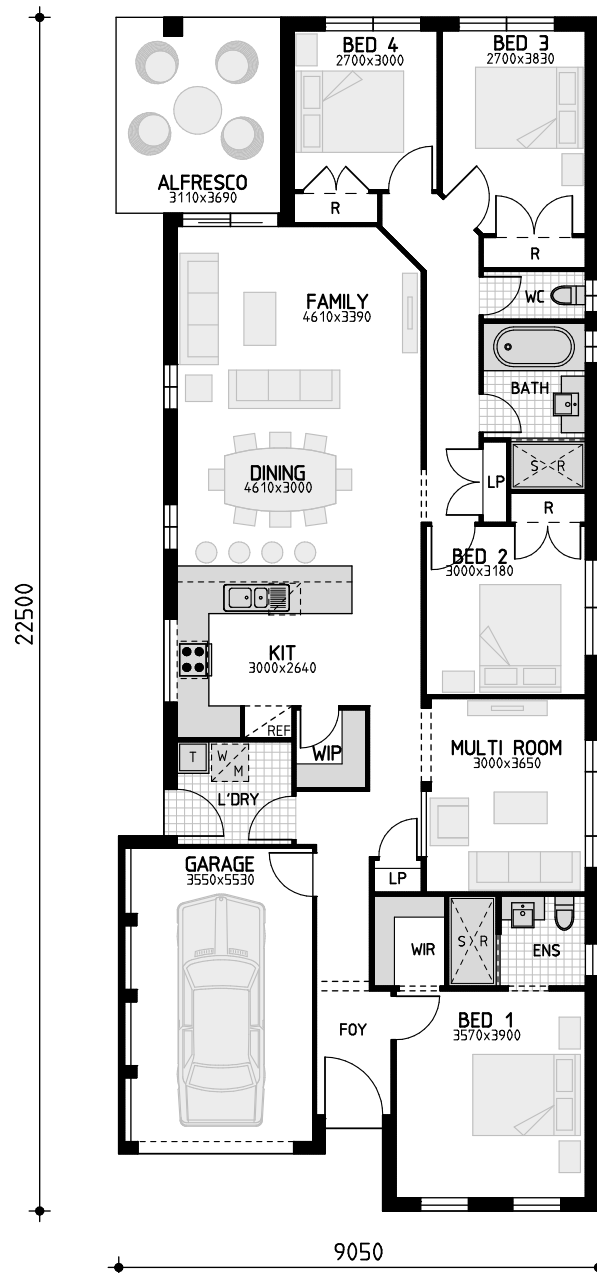 BED 4
2700x3000
BED 3
2700x3830
ALFRESCO
3110x3690
R
R
WC
FAMILY
4610x3390
BATH
DINING
4610x3000
S R
LP
R
BED 2
3000x3180
22500
KIT
3000x2640
REF
WIP
MULTI ROOM
3000x3650
T
W
M
L'DRY
GARAGE
3550x5530
LP
WIR
S R
ENS
FOY
BED 1
3570x3900
9050